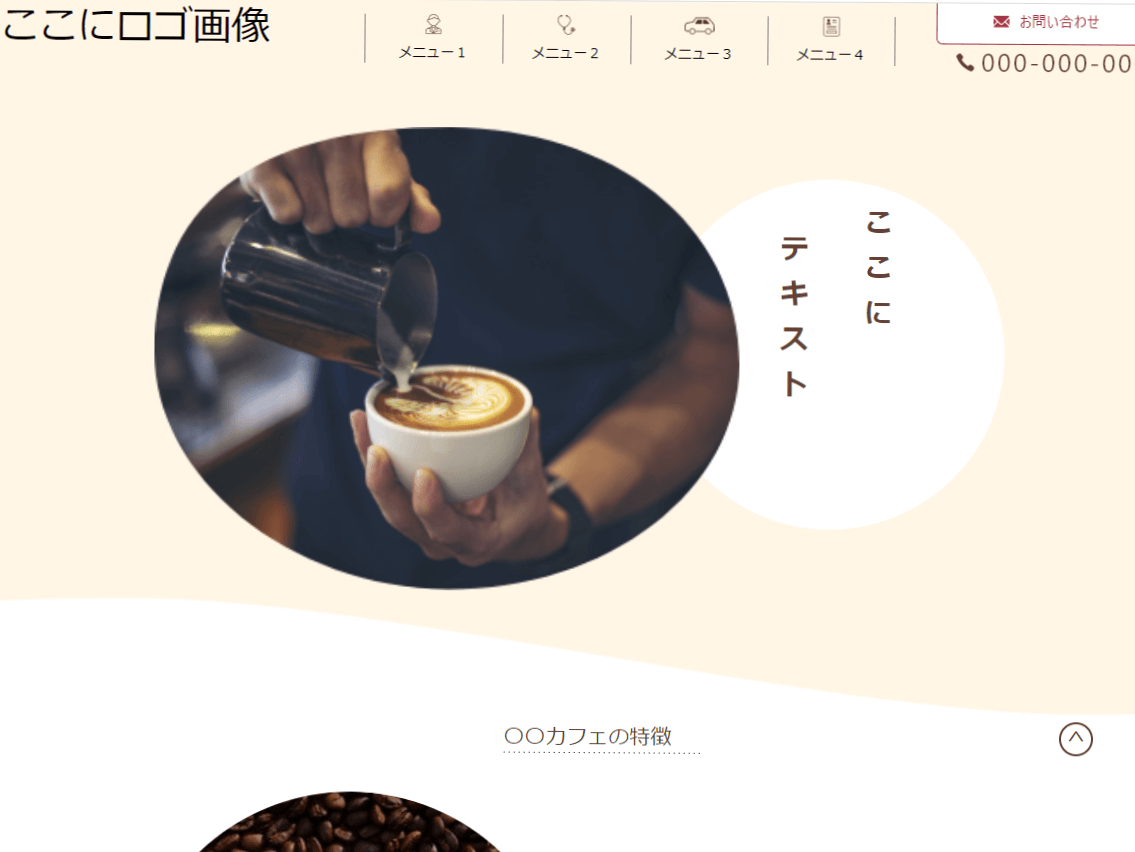 ここにロゴ画像
メニュー1
メニュー2
メニュー3
メニュー4
お問い合わせ
000-000-00
ここに
テキスト
〇〇カフェの特徴